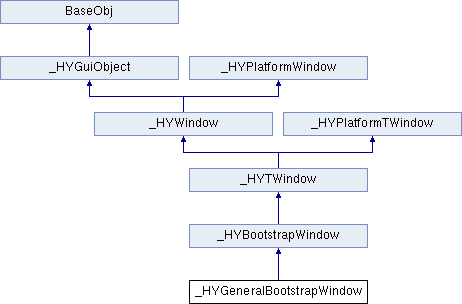 BaseObj
_HYGuiObject
_HYPlatformWindow
_HYWindow
_HYPlatformTWindow
_HYTWindow
_HYBootstrapWindow
_HYGeneralBootstrapWindow